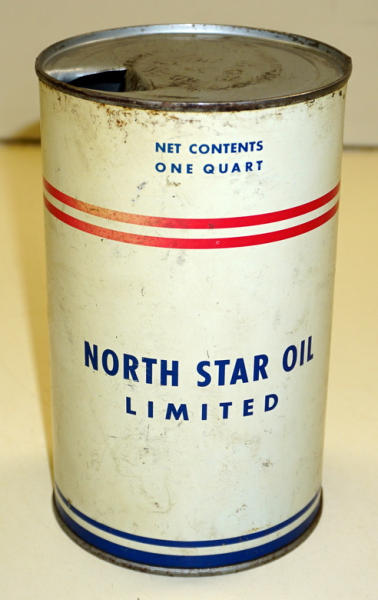 NET CONTENTS
ONE QUART
NORTH STAR OIL
LIMITED